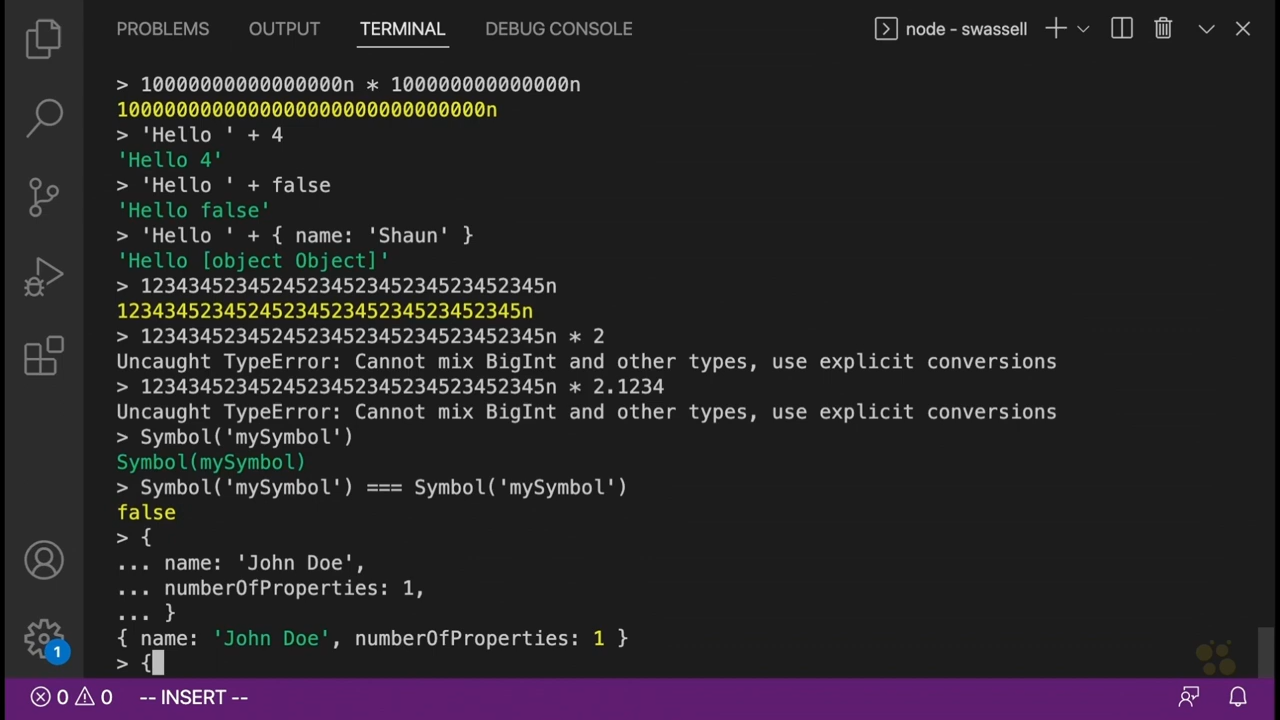 PROBLEMS OUTPUT TERMINAL DEBUG CONSOLE node - swassell
> 10000000000000000n * 100000000000000n
1000000000000000000000000000000n
> 'Hello ' + 4
'Hello 4'
> 'Hello ' + false
'Hello false'
> 'Hello ' + { name: 'Shaun' }
'Hello [object Object]'
> 12343452345245234523452345234523452345n
12343452345245234523452345234523452345n
> 12343452345245234523452345234523452345n * 2
Uncaught TypeError: Cannot mix BigInt and other types, use explicit conversions
> 12343452345245234523452345234523452345n * 2.1234
Uncaught TypeError: Cannot mix BigInt and other types, use explicit conversions
> Symbol('mySymbol')
Symbol(mySymbol)
> Symbol('mySymbol') === Symbol('mySymbol')
false
> {
... name: 'John Doe',
... numberOfProperties: 1,
... }
{ name: 'John Doe', numberOfProperties: 1 }
> {
1
0 0 -- INSERT --